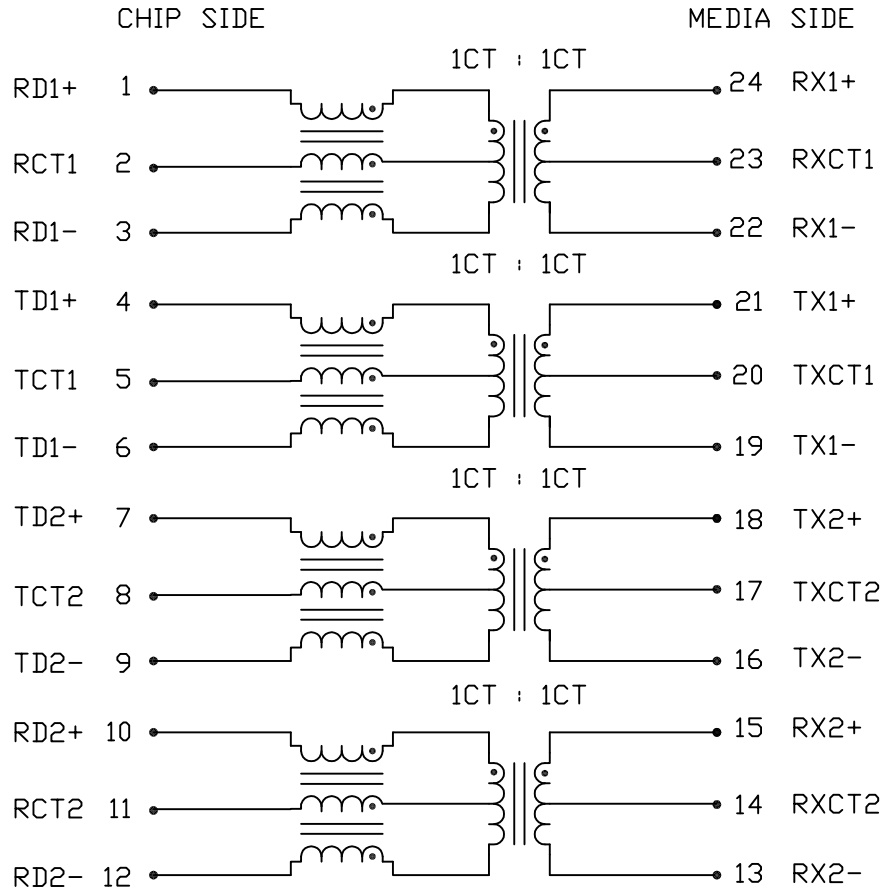 CHIP SIDE MEDIA SIDE
1CT : 1CT
RD1+ 1 24 RX1+
RCT1 2 23 RXCT1
RD1- 3 22 RX1-
1CT : 1CT
TD1+ 4 21 TX1+
TCT1 5 20 TXCT1
TD1- 6 19 TX1-
1CT : 1CT
TD2+ 7 18 TX2+
TCT2 8 17 TXCT2
TD2- 9 16 TX2-
1CT : 1CT
RD2+ 10 15 RX2+
RCT2 11 14 RXCT2
RD2- 12 13 RX2-